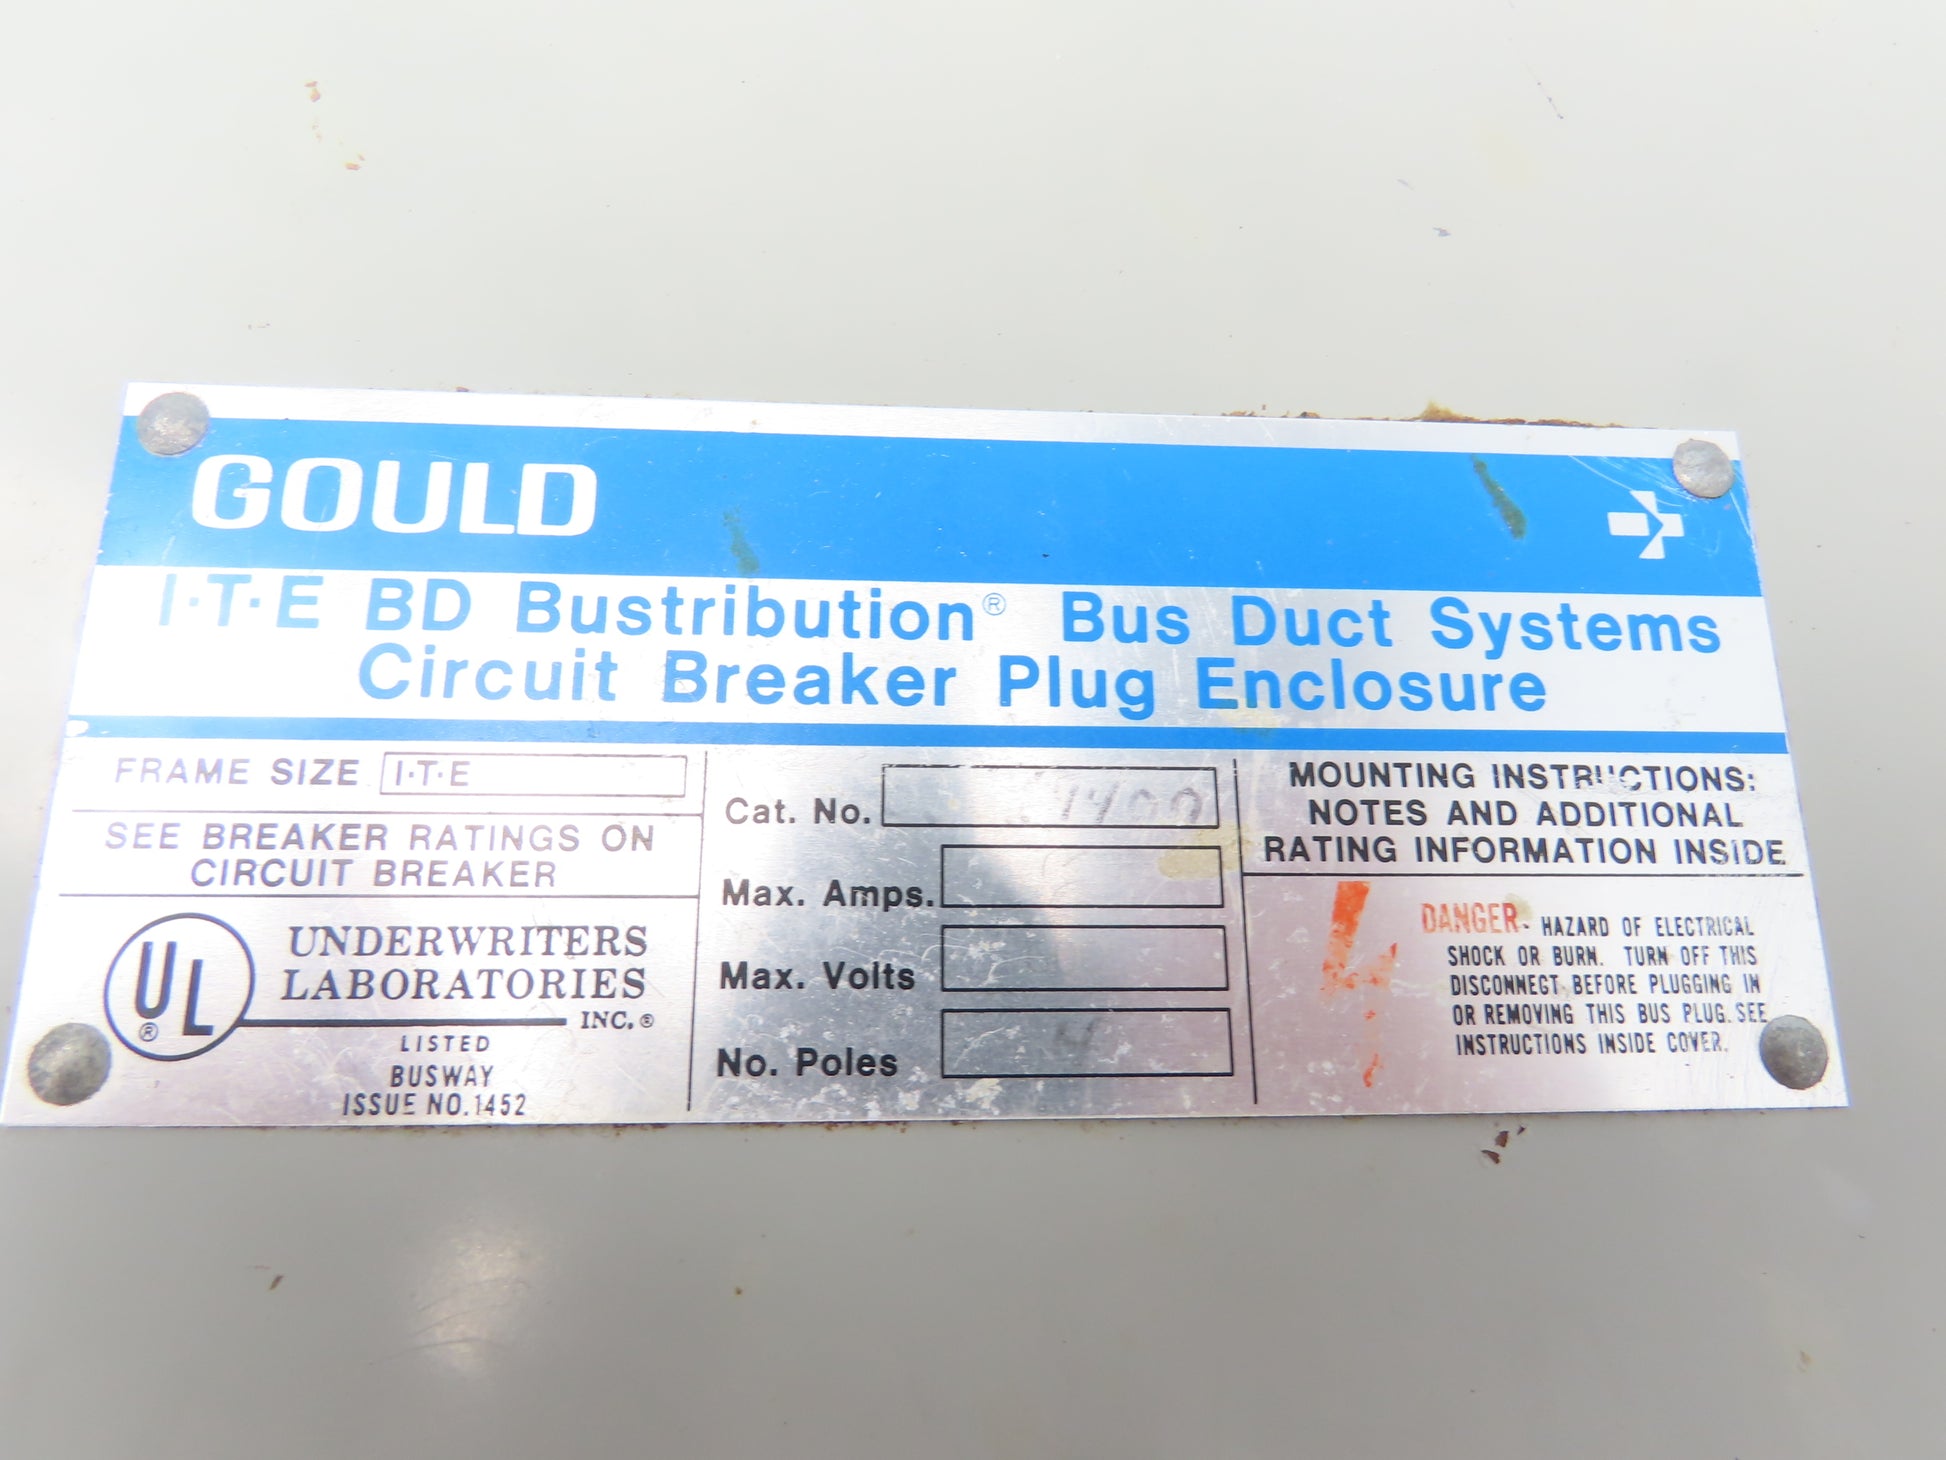 GOULD
I·T·E BD Bustribution® Bus Duct Systems
Circuit Breaker Plug Enclosure
FRAME SIZE I·T·E
SEE BREAKER RATINGS ON
CIRCUIT BREAKER
UL®
UNDERWRITERS
LABORATORIES
INC.®
LISTED
BUSWAY
ISSUE NO. 1452
Cat. No.
Max. Amps.
Max. Volts
No. Poles
MOUNTING INSTRUCTIONS:
NOTES AND ADDITIONAL
RATING INFORMATION INSIDE
DANGER- HAZARD OF ELECTRICAL
SHOCK OR BURN. TURN OFF THIS
DISCONNECT BEFORE PLUGGING IN
OR REMOVING THIS BUS PLUG. SEE
INSTRUCTIONS INSIDE COVER.